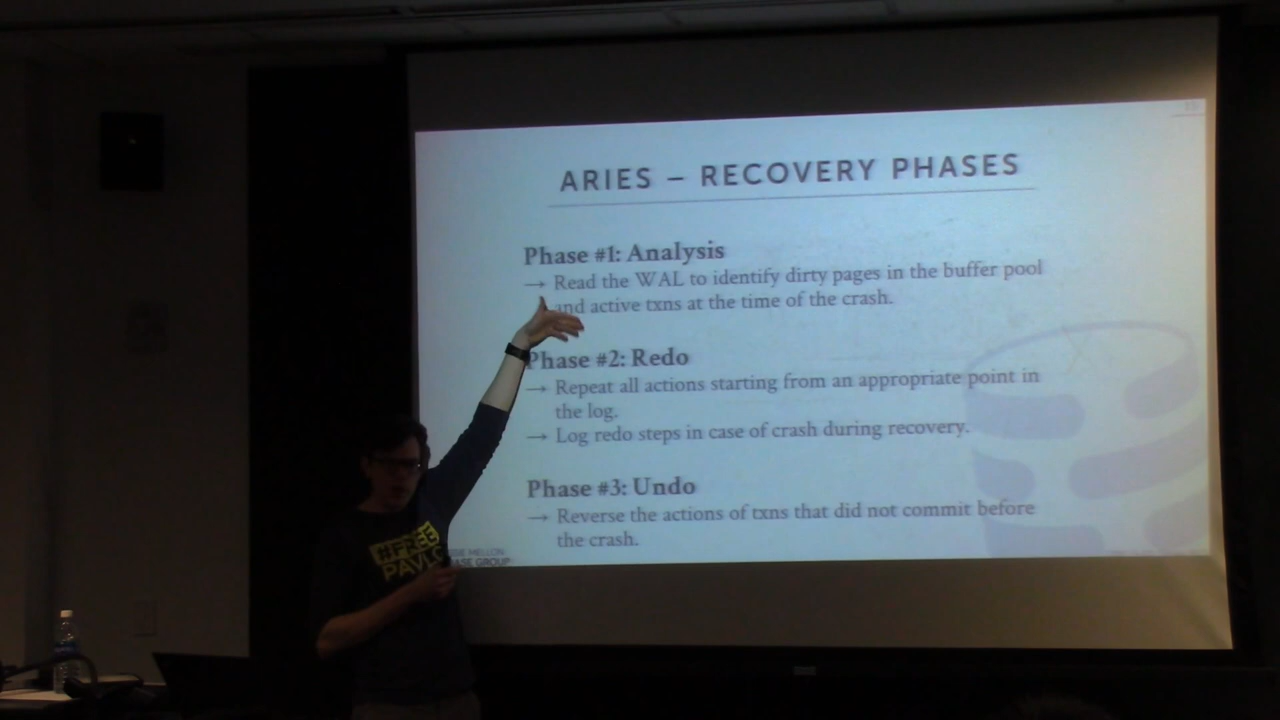 ARIES – RECOVERY PHASES
Phase #1: Analysis
→ Read the WAL to identify dirty pages in the buffer pool
and active txns at the time of the crash.
Phase #2: Redo
→ Repeat all actions starting from an appropriate point in
the log.
→ Log redo steps in case of crash during recovery.
Phase #3: Undo
→ Reverse the actions of txns that did not commit before
the crash.
#FREE
MELLON
GROUP